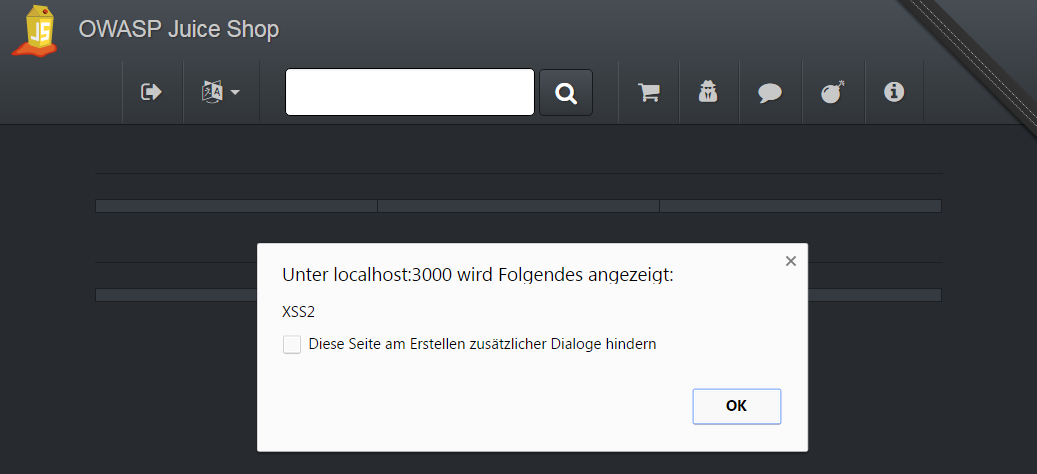 JS
OWASP Juice Shop
A
Unter localhost:3000 wird Folgendes angezeigt:
XSS2
Diese Seite am Erstellen zusätzlicher Dialoge hindern
OK